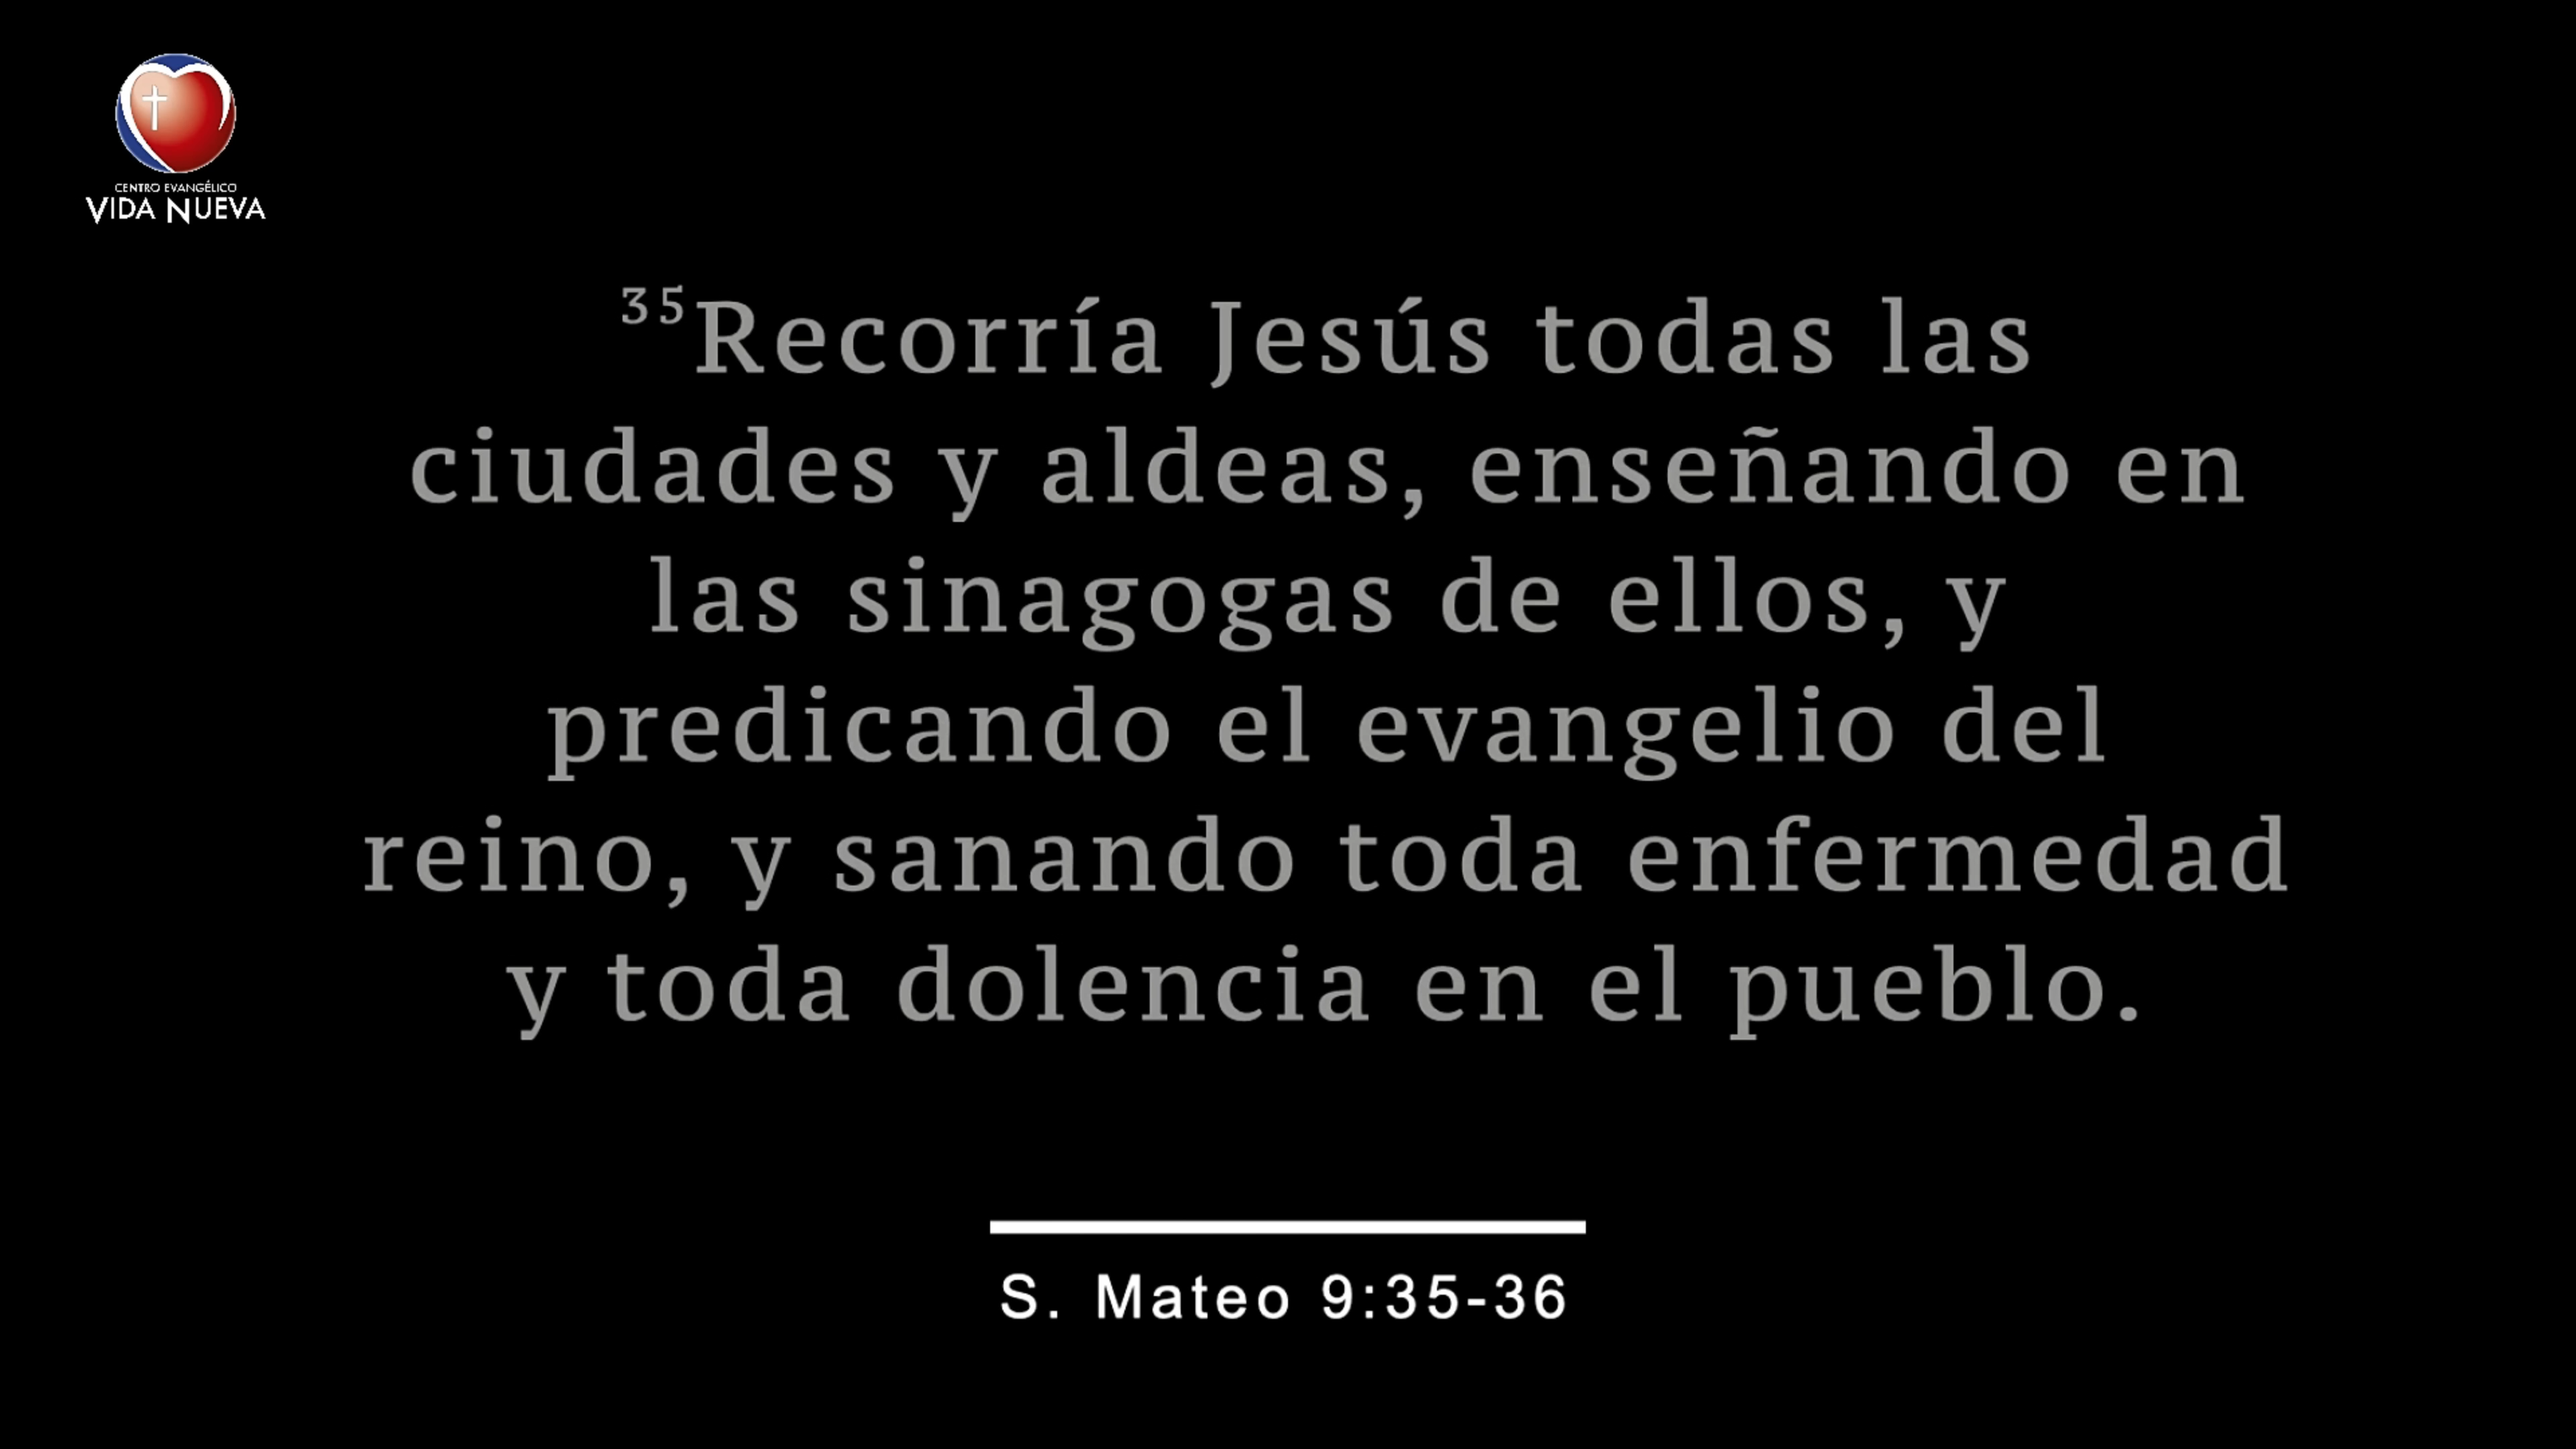 CENTRO EVANGÉLICO
VIDA NUEVA
³⁵Recorría Jesús todas las
ciudades y aldeas, enseñando en
las sinagogas de ellos, y
predicando el evangelio del
reino, y sanando toda enfermedad
y toda dolencia en el pueblo.
S. Mateo 9:35-36